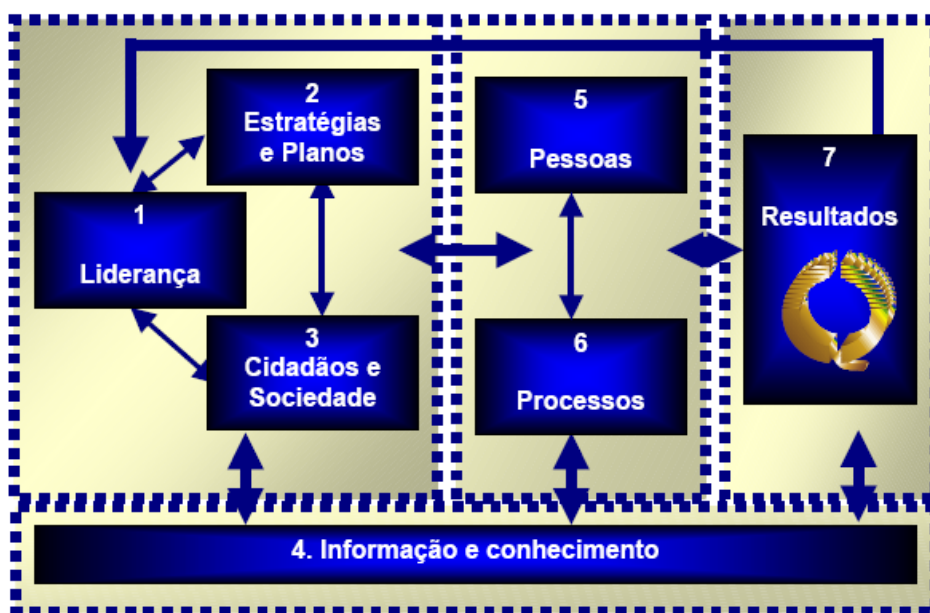 1
Liderança
2
Estratégias
e Planos
3
Cidadãos e
Sociedade
5
Pessoas
6
Processos
7
Resultados
4. Informação e conhecimento